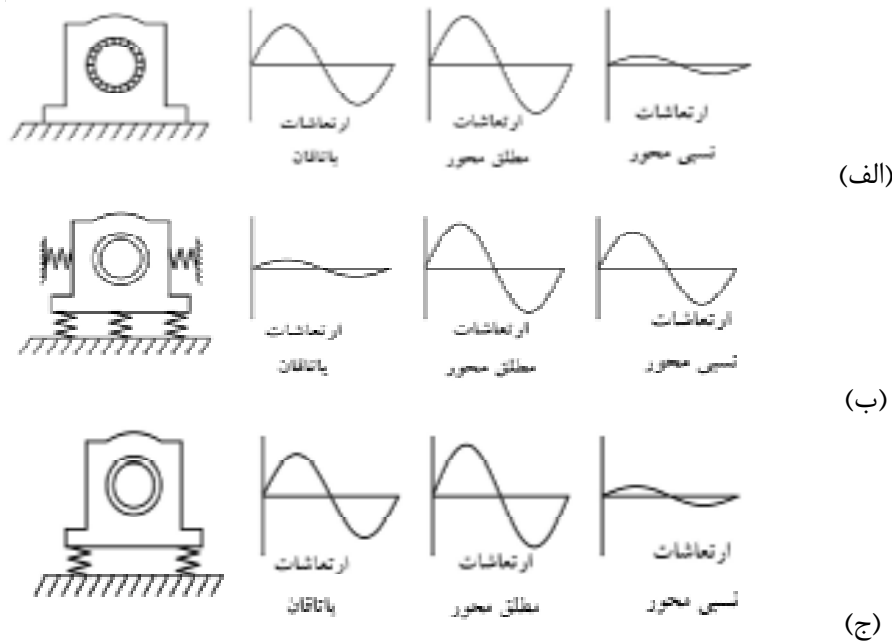 ارتعاشات
یاتاقان
ارتعاشات
مطلق محور
ارتعاشات
نسبی محور
(الف)
ارتعاشات
یاتاقان
ارتعاشات
مطلق محور
ارتعاشات
نسبی محور
(ب)
ارتعاشات
یاتاقان
ارتعاشات
مطلق محور
ارتعاشات
نسبی محور
(ج)